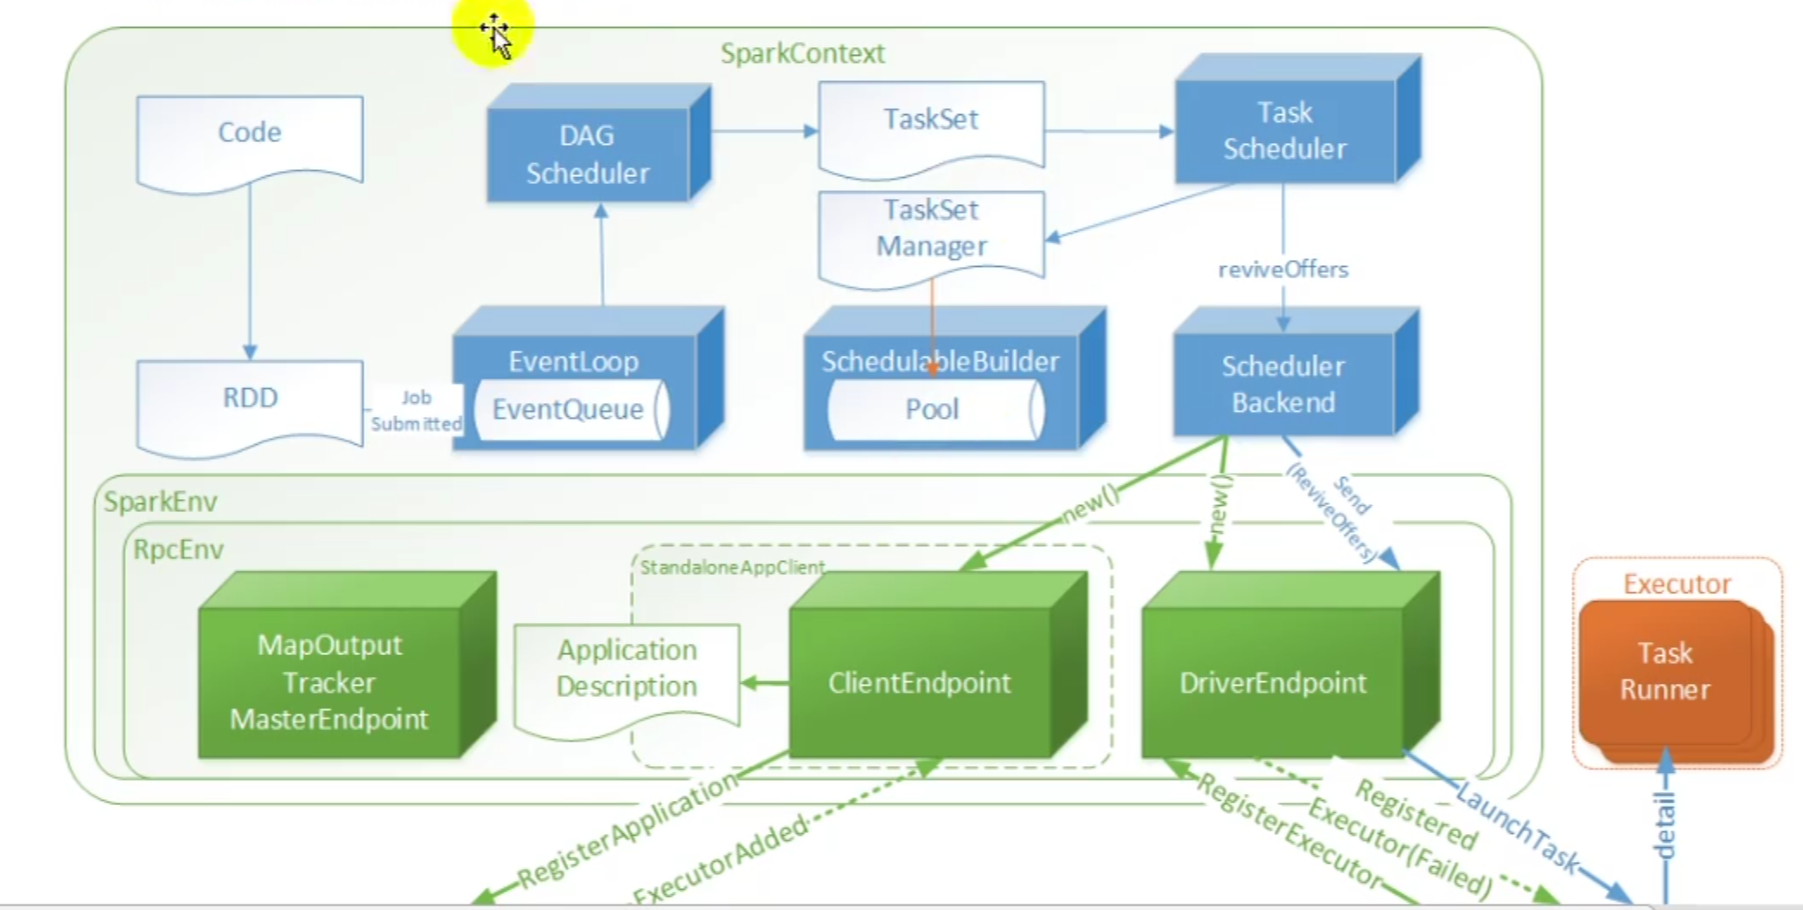 SparkContext
Code
DAG
Scheduler
TaskSet
Task
Scheduler
TaskSet
Manager
reviveOffers
RDD
Job
Submitted
EventLoop
EventQueue
SchedulableBuilder
Pool
Scheduler
Backend
SparkEnv
new()
new()
Send
(ReviveOffers)
RpcEnv
StandaloneAppClient
MapOutput
Tracker
MasterEndpoint
Application
Description
ClientEndpoint
DriverEndpoint
Executor
Task
Runner
RegisterApplication
ExecutorAdded
RegisterExecutor
Registered
Executor(Failed)
LaunchTask
detail